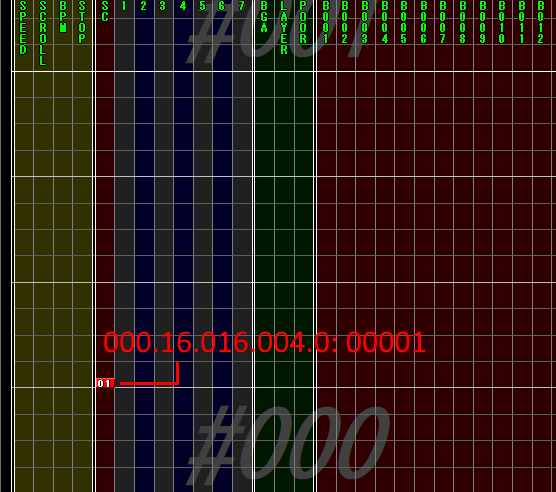 #001
SPEED SCROLL BPM STOP SC 1 2 3 4 5 6 7 BGA LAYER POOR B001 B002 B003 B004 B005 B006 B007 B008 B009 B010 B011 B012
000.16.016.004.0: 00001
01
#000